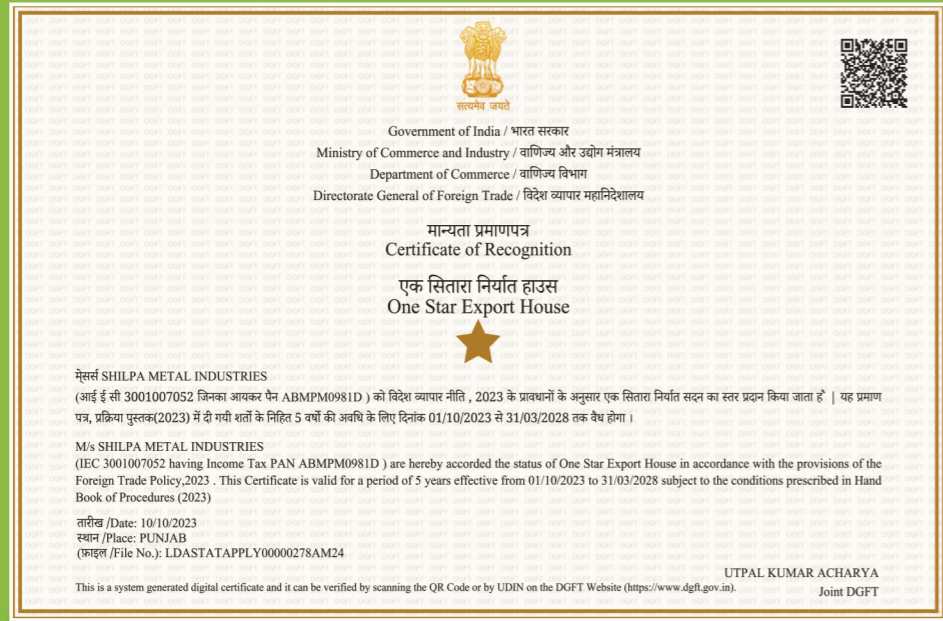 सत्यमेव जयते
Government of India / भारत सरकार
Ministry of Commerce and Industry / वाणिज्य और उद्योग मंत्रालय
Department of Commerce / वाणिज्य विभाग
Directorate General of Foreign Trade / विदेश व्यापार महानिदेशालय
मान्यता प्रमाणपत्र
Certificate of Recognition
एक सितारा निर्यात हाउस
One Star Export House
मे्सर्स SHILPA METAL INDUSTRIES
(आई ई सी 3001007052 जिनका आयकर पैन ABMPM0981D ) को विदेश व्यापार नीति , 2023 के प्रावधानों के अनुसार एक सितारा निर्यात सदन का स्तर प्रदान किया जाता हैं | यह प्रमाण
पत्र, प्रक्रिया पुस्तक(2023) में दी गयी शर्तो के निहित 5 वर्षो की अवधि के लिए दिनांक 01/10/2023 से 31/03/2028 तक वैध होगा ।
M/s SHILPA METAL INDUSTRIES
(IEC 3001007052 having Income Tax PAN ABMPM0981D ) are hereby accorded the status of One Star Export House in accordance with the provisions of the
Foreign Trade Policy,2023 . This Certificate is valid for a period of 5 years effective from 01/10/2023 to 31/03/2028 subject to the conditions prescribed in Hand
Book of Procedures (2023)
तारीख /Date: 10/10/2023
स्थान /Place: PUNJAB
(फ़ाइल /File No.): LDASTATAPPLY00000278AM24
UTPAL KUMAR ACHARYA
This is a system generated digital certificate and it can be verified by scanning the QR Code or by UDIN on the DGFT Website (https://www.dgft.gov.in).
Joint DGFT